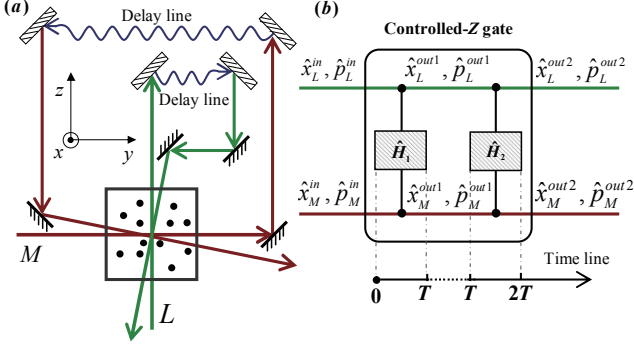 (a)
Delay line
Delay line
z
x
y
M
L
(b)
Controlled-Z gate
x̂_L^{in}, p̂_L^{in}
x̂_L^{out1}, p̂_L^{out1}
x̂_L^{out2}, p̂_L^{out2}
Ĥ_1
Ĥ_2
x̂_M^{in}, p̂_M^{in}
x̂_M^{out1}, p̂_M^{out1}
x̂_M^{out2}, p̂_M^{out2}
Time line
0
T
T
2T